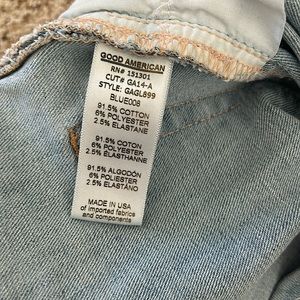 GOOD AMERICAN
RN# 151301
CUT# GA14-A
STYLE: GAGL899
BLUE008
91.5% COTTON
6% POLYESTER
2.5% ELASTANE
91.5% COTON
6% POLYESTER
2.5% ELASTHANNE
91.5% ALGODÓN
6% POLIESTER
2.5% ELASTANO
MADE IN USA
of imported fabrics
and components